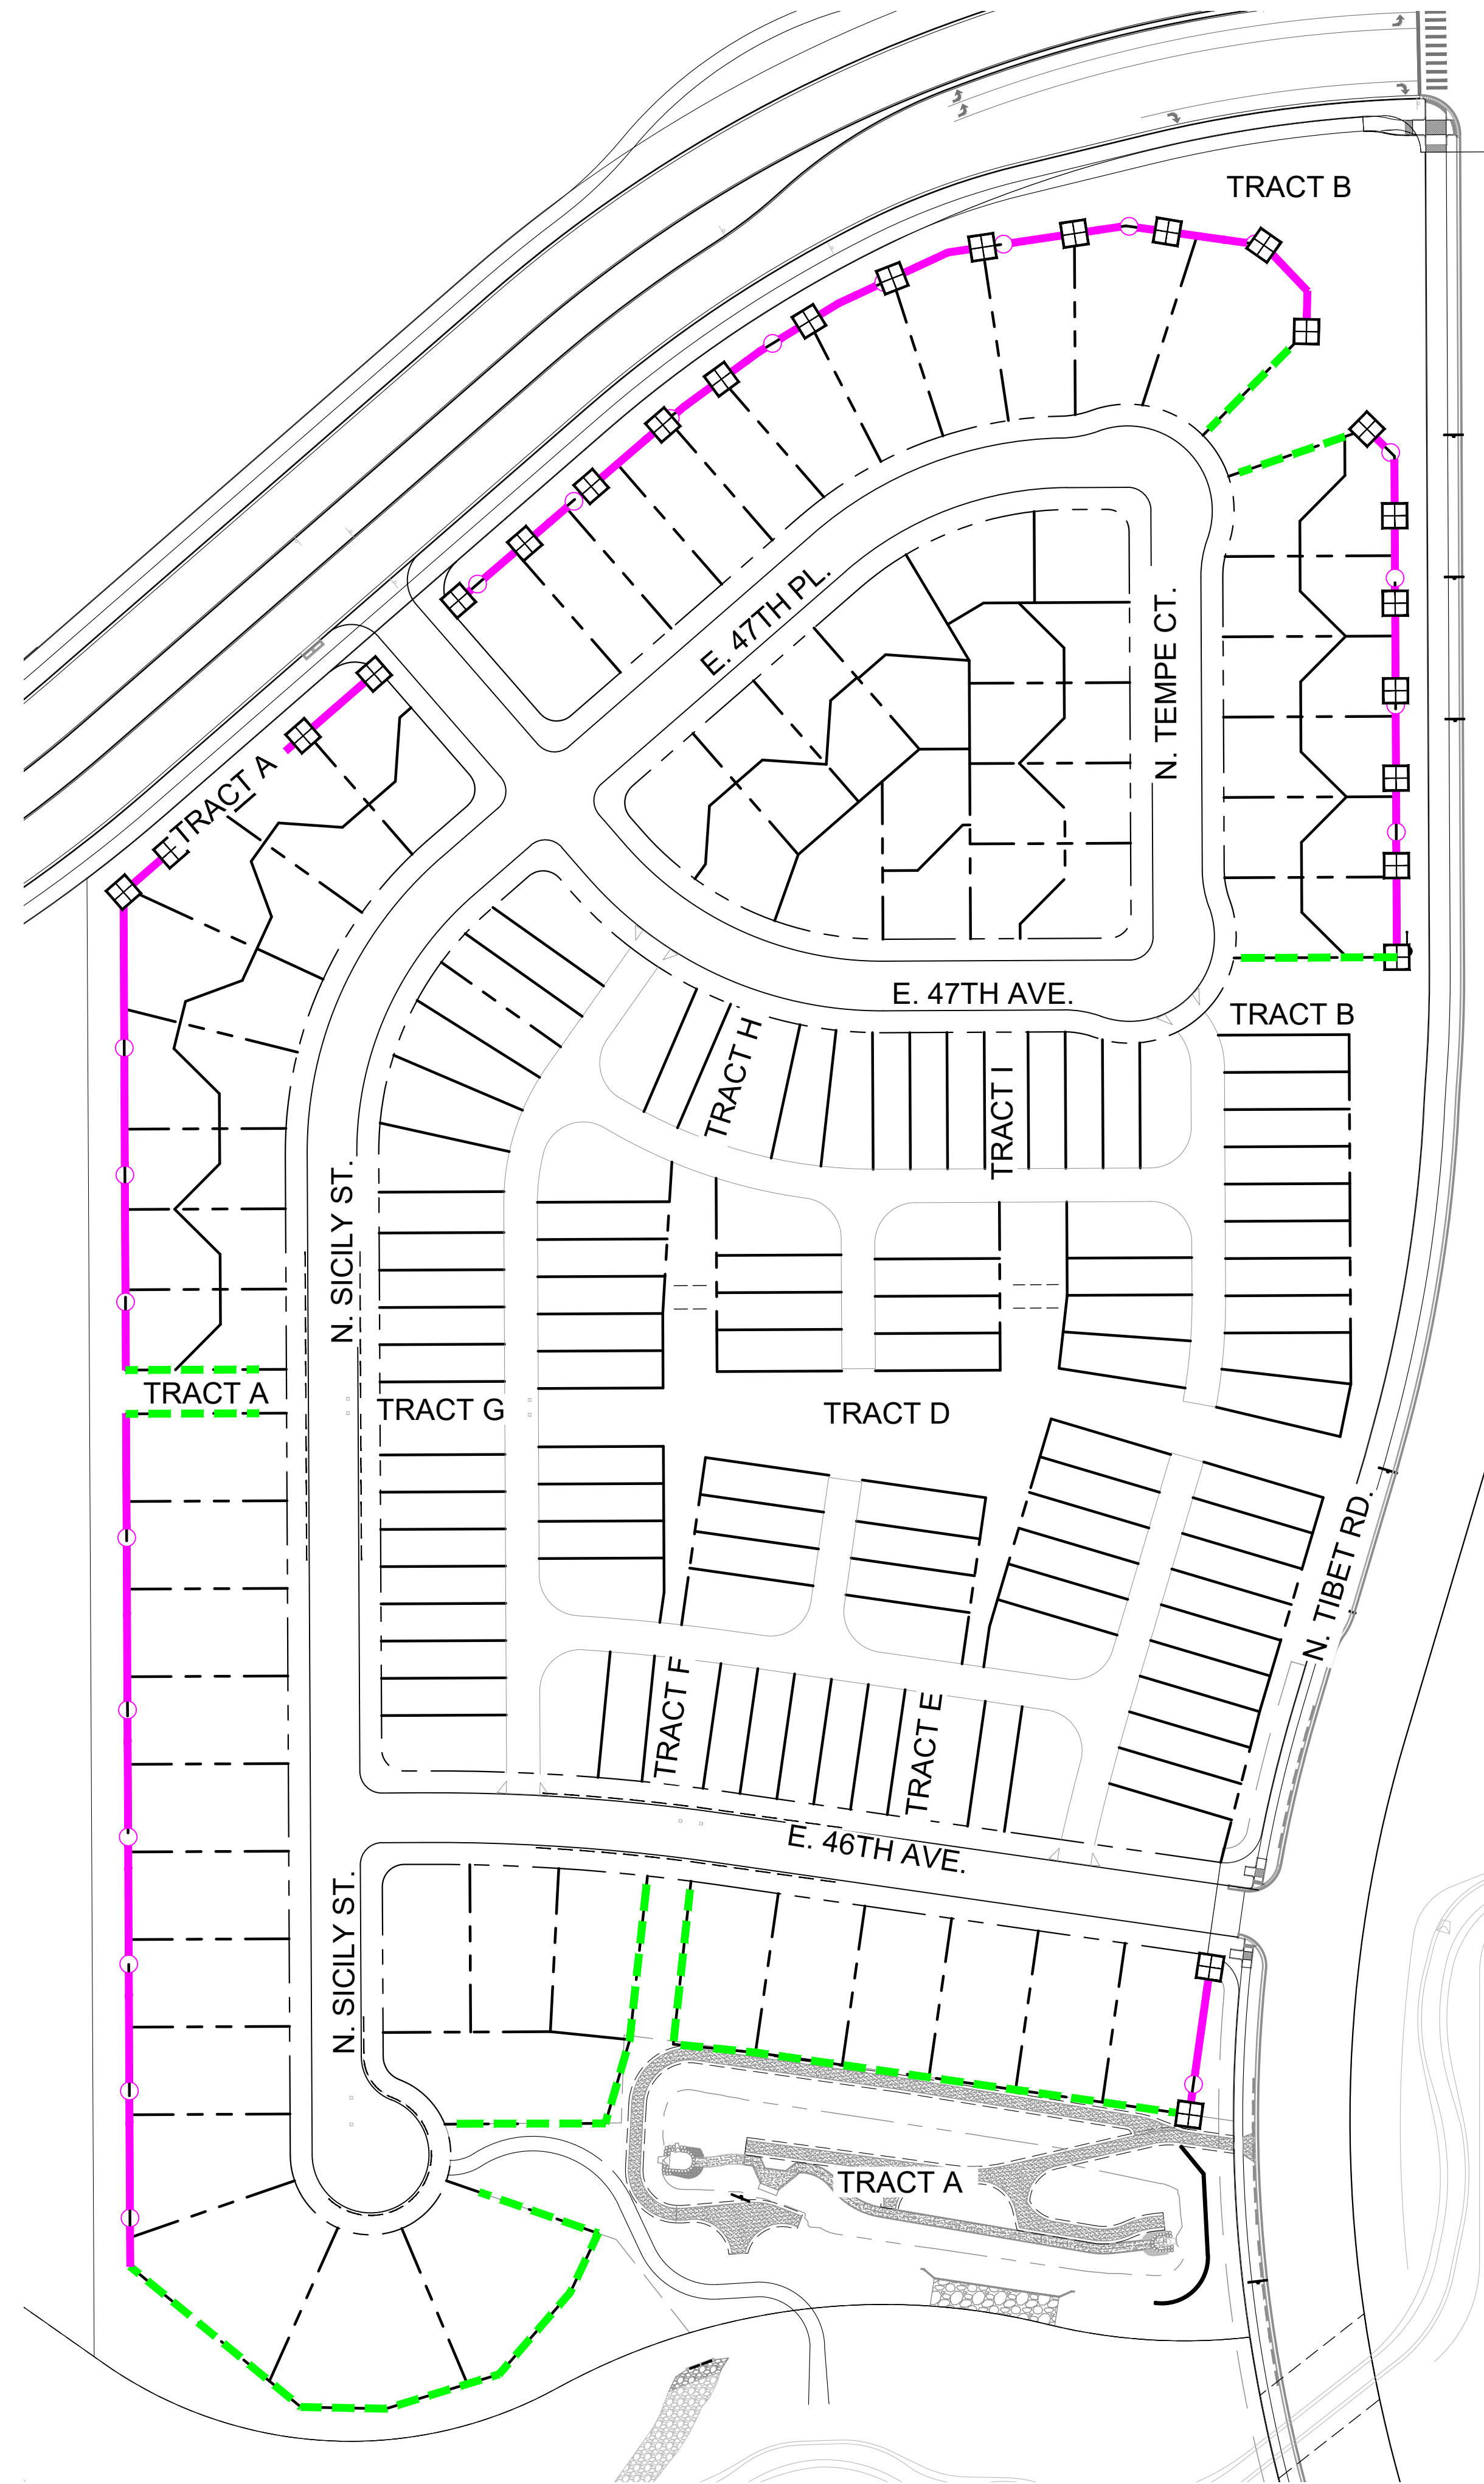 TRACT B
E. 47TH PL.
N. TEMPE CT.
TRACT A
E. 47TH AVE.
TRACT B
TRACT H
TRACT I
N. SICILY ST.
TRACT A
TRACT G
TRACT D
N. TIBET RD.
TRACT F
TRACT E
E. 46TH AVE.
N. SICILY ST.
TRACT A